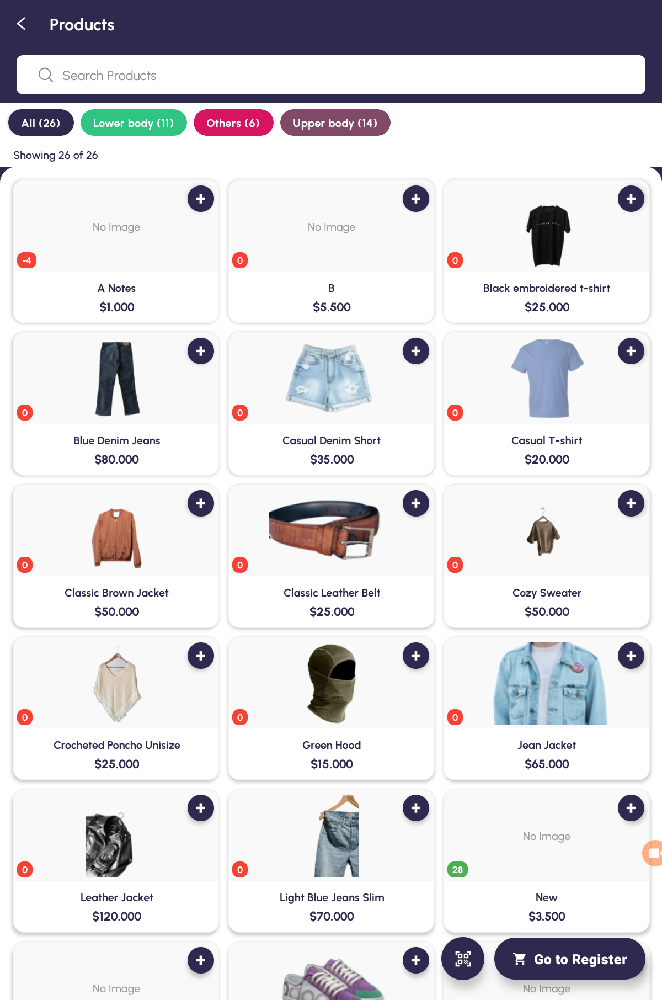 Products
Search Products
All (26)
Lower body (11)
Others (6)
Upper body (14)
Showing 26 of 26
No Image
-4
A Notes
$1.000
No Image
0
B
$5.500
0
Black embroidered t-shirt
$25.000
0
Blue Denim Jeans
$80.000
0
Casual Denim Short
$35.000
0
Casual T-shirt
$20.000
0
Classic Brown Jacket
$50.000
0
Classic Leather Belt
$25.000
0
Cozy Sweater
$50.000
0
Crocheted Poncho Unisize
$25.000
0
Green Hood
$15.000
0
Jean Jacket
$65.000
0
Leather Jacket
$120.000
0
Light Blue Jeans Slim
$70.000
No Image
28
New
$3.500
No Image
Go to Register
No Image